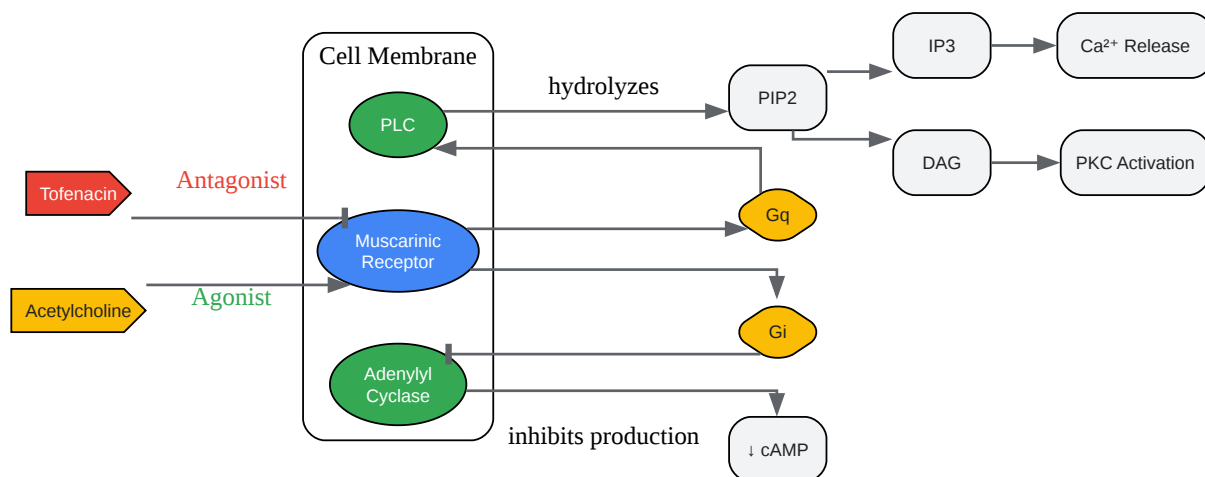 Cell Membrane
PLC
hydrolyzes
PIP2
IP3
Ca²⁺ Release
DAG
PKC Activation
Tofenacin
Antagonist
Muscarinic
Receptor
Gq
Acetylcholine
Agonist
Gi
Adenylyl
Cyclase
inhibits production
↓ cAMP